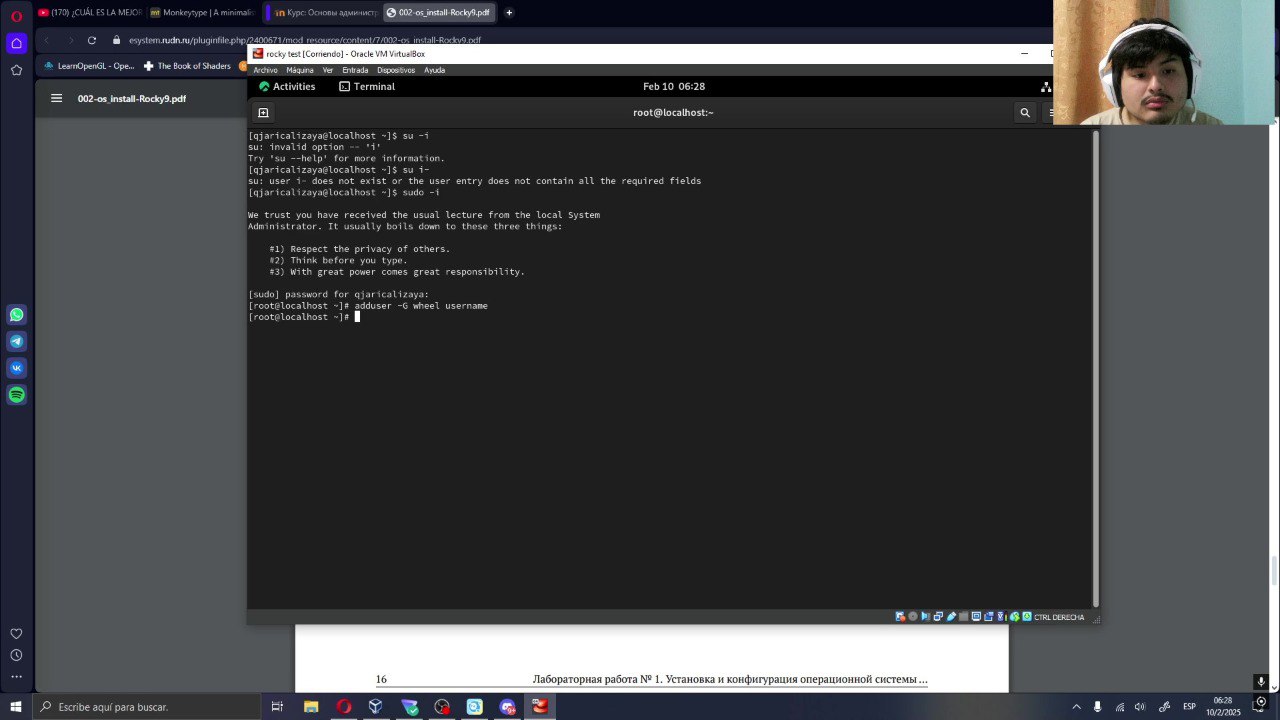 (170) ¿CUÁL ES LA MEJOR
Monkeytype | A minimali
Курс: Основы администр
002-os_install-Rocky9.pdf
esystem.rudn.ru/pluginfile.php/2400671/mod_resource/content/7/002-os_install-Rocky9.pdf
LearnOpenGL - Ope...
The Book of Shaders
rocky test [Corriendo] - Oracle VM VirtualBox
Archivo Máquina Ver Entrada Dispositivos Ayuda
002-os_install-Rocky9.pdf
Activities
Terminal
Feb 10 06:28
root@localhost:~
[qjaricalizaya@localhost ~]$ su -i
su: invalid option -- 'i'
Try 'su --help' for more information.
[qjaricalizaya@localhost ~]$ su i-
su: user i- does not exist or the user entry does not contain all the required fields
[qjaricalizaya@localhost ~]$ sudo -i
We trust you have received the usual lecture from the local System
Administrator. It usually boils down to these three things:
#1) Respect the privacy of others.
#2) Think before you type.
#3) With great power comes great responsibility.
[sudo] password for qjaricalizaya:
[root@localhost ~]# adduser -G wheel username
[root@localhost ~]#
CTRL DERECHA
16
Лабораторная работа № 1. Установка и конфигурация операционной системы ...
Escribe aquí para buscar.
ESP
06:28
10/2/2025